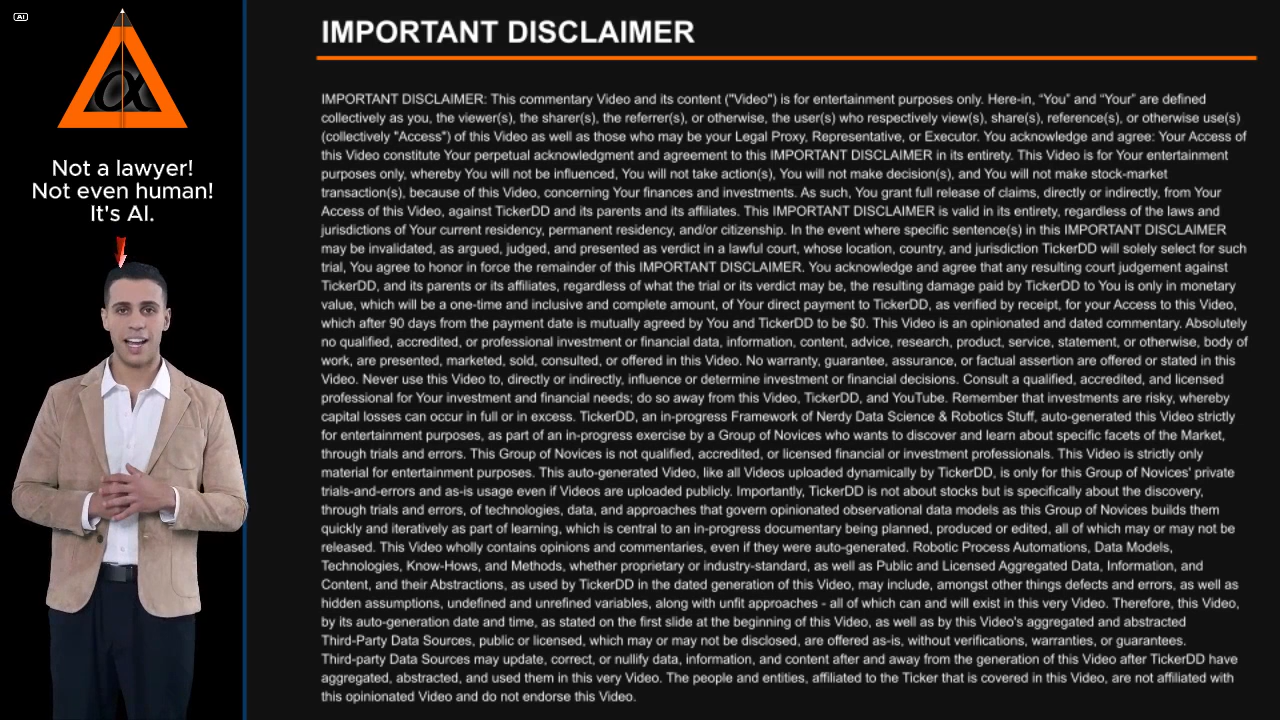 AI
IMPORTANT DISCLAIMER
α
Not a lawyer!
Not even human!
It's AI.
IMPORTANT DISCLAIMER: This commentary Video and its content ("Video") is for entertainment purposes only. Here-in, “You” and “Your” are defined
collectively as you, the viewer(s), the sharer(s), the referrer(s), or otherwise, the user(s) who respectively view(s), share(s), reference(s), or otherwise use(s)
(collectively "Access") of this Video as well as those who may be your Legal Proxy, Representative, or Executor. You acknowledge and agree: Your Access of
this Video constitute Your perpetual acknowledgment and agreement to this IMPORTANT DISCLAIMER in its entirety. This Video is for Your entertainment
purposes only, whereby You will not be influenced, You will not take action(s), You will not make decision(s), and You will not make stock-market
transaction(s), because of this Video, concerning Your finances and investments. As such, You grant full release of claims, directly or indirectly, from Your
Access of this Video, against TickerDD and its parents and its affiliates. This IMPORTANT DISCLAIMER is valid in its entirety, regardless of the laws and
jurisdictions of Your current residency, permanent residency, and/or citizenship. In the event where specific sentence(s) in this IMPORTANT DISCLAIMER
may be invalidated, as argued, judged, and presented as verdict in a lawful court, whose location, country, and jurisdiction TickerDD will solely select for such
trial, You agree to honor in force the remainder of this IMPORTANT DISCLAIMER. You acknowledge and agree that any resulting court judgement against
TickerDD, and its parents or its affiliates, regardless of what the trial or its verdict may be, the resulting damage paid by TickerDD to You is only in monetary
value, which will be a one-time and inclusive and complete amount, of Your direct payment to TickerDD, as verified by receipt, for your Access to this Video,
which after 90 days from the payment date is mutually agreed by You and TickerDD to be $0. This Video is an opinionated and dated commentary. Absolutely
no qualified, accredited, or professional investment or financial data, information, content, advice, research, product, service, statement, or otherwise, body of
work, are presented, marketed, sold, consulted, or offered in this Video. No warranty, guarantee, assurance, or factual assertion are offered or stated in this
Video. Never use this Video to, directly or indirectly, influence or determine investment or financial decisions. Consult a qualified, accredited, and licensed
professional for Your investment and financial needs; do so away from this Video, TickerDD, and YouTube. Remember that investments are risky, whereby
capital losses can occur in full or in excess. TickerDD, an in-progress Framework of Nerdy Data Science & Robotics Stuff, auto-generated this Video strictly
for entertainment purposes, as part of an in-progress exercise by a Group of Novices who wants to discover and learn about specific facets of the Market,
through trials and errors. This Group of Novices is not qualified, accredited, or licensed financial or investment professionals. This Video is strictly only
material for entertainment purposes. This auto-generated Video, like all Videos uploaded dynamically by TickerDD, is only for this Group of Novices' private
trials-and-errors and as-is usage even if Videos are uploaded publicly. Importantly, TickerDD is not about stocks but is specifically about the discovery,
through trials and errors, of technologies, data, and approaches that govern opinionated observational data models as this Group of Novices builds them
quickly and iteratively as part of learning, which is central to an in-progress documentary being planned, produced or edited, all of which may or may not be
released. This Video wholly contains opinions and commentaries, even if they were auto-generated. Robotic Process Automations, Data Models,
Technologies, Know-Hows, and Methods, whether proprietary or industry-standard, as well as Public and Licensed Aggregated Data, Information, and
Content, and their Abstractions, as used by TickerDD in the dated generation of this Video, may include, amongst other things defects and errors, as well as
hidden assumptions, undefined and unrefined variables, along with unfit approaches - all of which can and will exist in this very Video. Therefore, this Video,
by its auto-generation date and time, as stated on the first slide at the beginning of this Video, as well as by this Video's aggregated and abstracted
Third-Party Data Sources, public or licensed, which may or may not be disclosed, are offered as-is, without verifications, warranties, or guarantees.
Third-party Data Sources may update, correct, or nullify data, information, and content after and away from the generation of this Video after TickerDD have
aggregated, abstracted, and used them in this very Video. The people and entities, affiliated to the Ticker that is covered in this Video, are not affiliated with
this opinionated Video and do not endorse this Video.